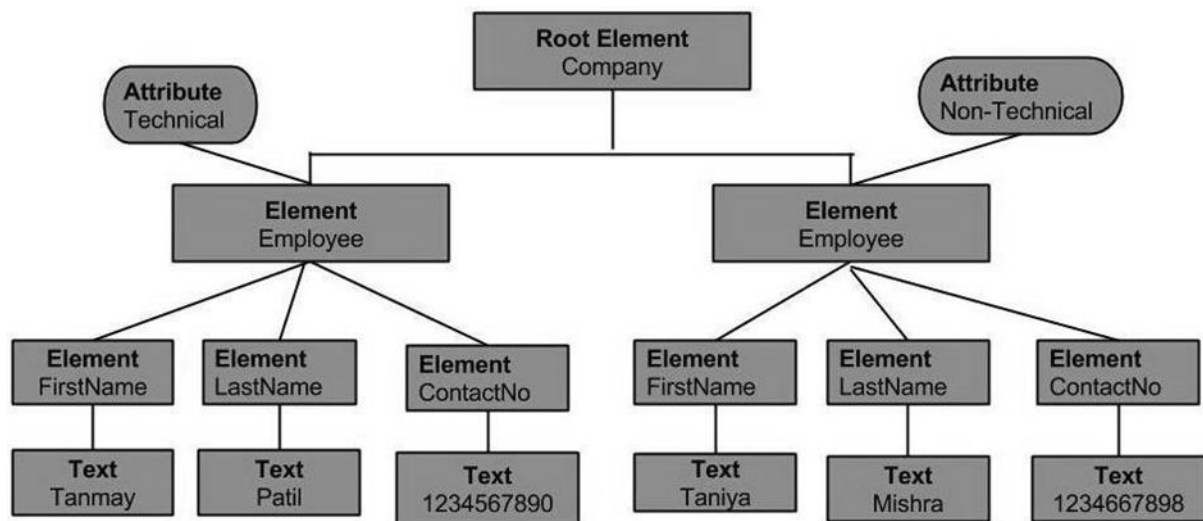 Root Element
Company
Attribute
Technical
Attribute
Non-Technical
Element
Employee
Element
Employee
Element
FirstName
Element
LastName
Element
ContactNo
Element
FirstName
Element
LastName
Element
ContactNo
Text
Tanmay
Text
Patil
Text
1234567890
Text
Taniya
Text
Mishra
Text
1234667898